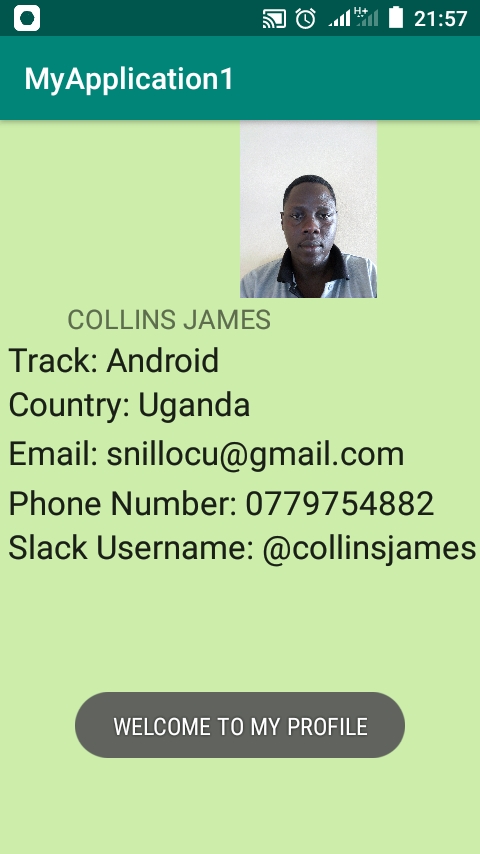 H+ 21:57
MyApplication1
COLLINS JAMES
Track: Android
Country: Uganda
Email: snillocu@gmail.com
Phone Number: 0779754882
Slack Username: @collinsjames
WELCOME TO MY PROFILE